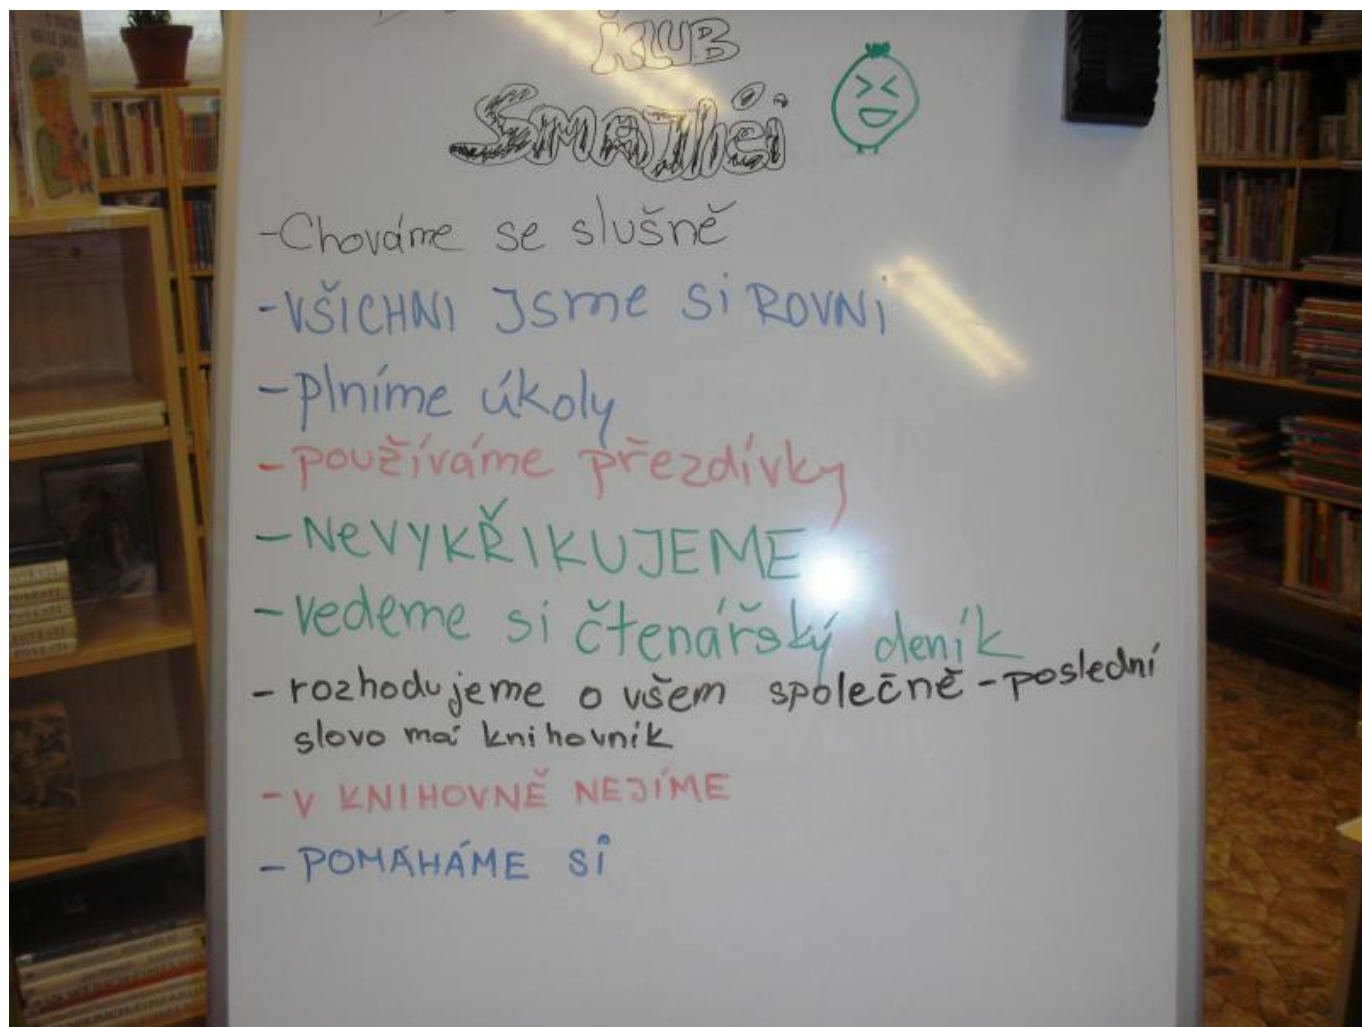 KLUB
- Chováme se slušně
- VŠICHNI Jsme Si ROVNi
- plníme úkoly
- používáme přezdívky
- NeVYKŘIKUJEME
- vedeme si čtenářský deník
- rozhodujeme o všem společně - poslední
slovo má knihovník
- V KNIHOVNĚ NEJÍME
- POMÁHÁME Si